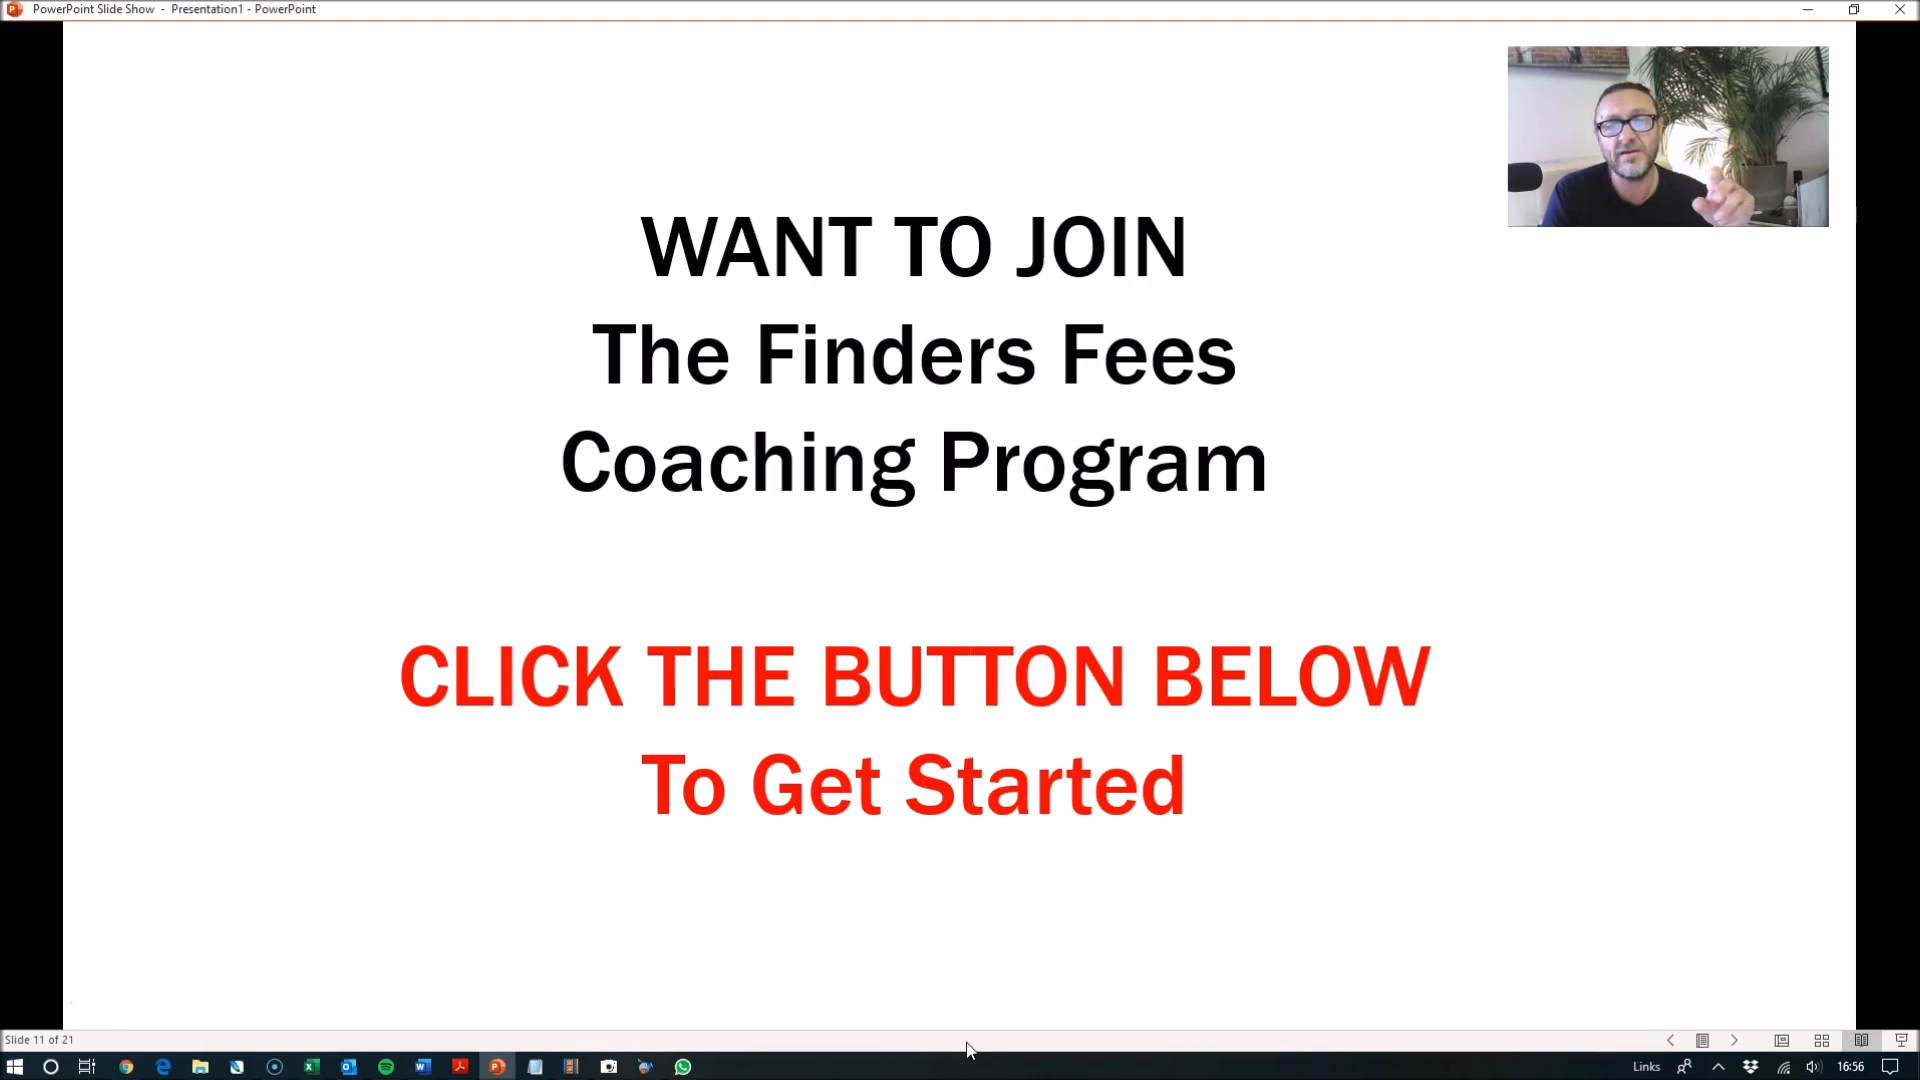 PowerPoint Slide Show - Presentation1 - PowerPoint
WANT TO JOIN
The Finders Fees
Coaching Program
CLICK THE BUTTON BELOW
To Get Started
Slide 11 of 21
Links
16:56